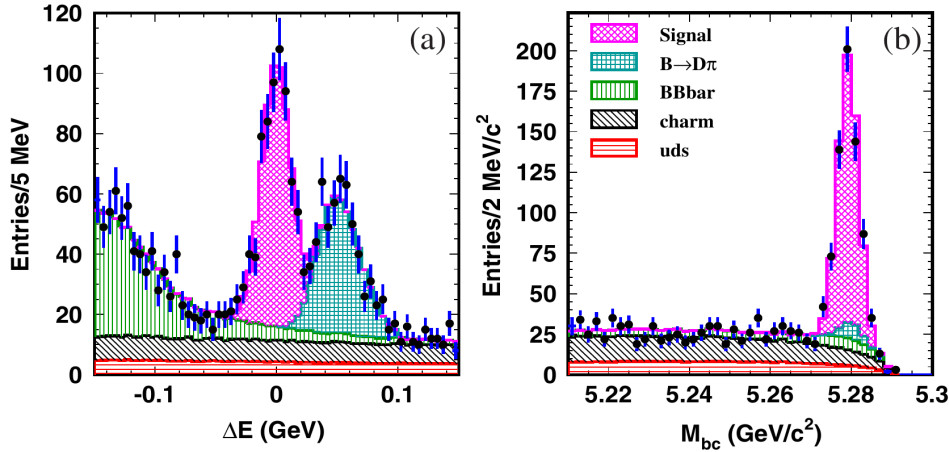 (a)
Entries/5 MeV
120
100
80
60
40
20
0
-0.1
0
0.1
ΔE (GeV)
(b)
Signal
B→Dπ
BBbar
charm
uds
Entries/2 MeV/c²
200
175
150
125
100
75
50
25
0
5.22
5.24
5.26
5.28
5.3
M_bc (GeV/c²)